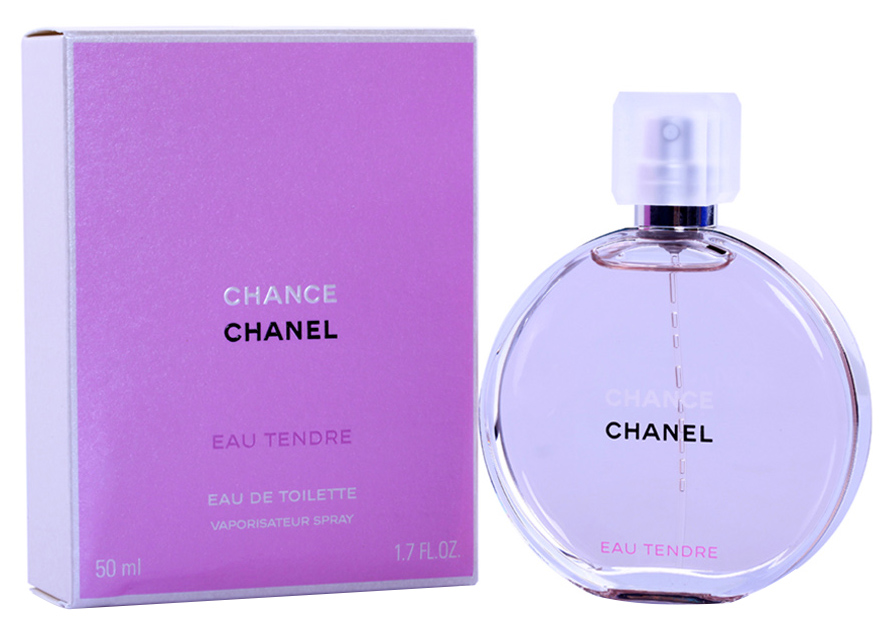 CHANCE
CHANEL
EAU TENDRE
EAU DE TOILETTE
VAPORISATEUR SPRAY
50 ml
1.7 FL.OZ.
CHANCE
CHANEL
EAU TENDRE